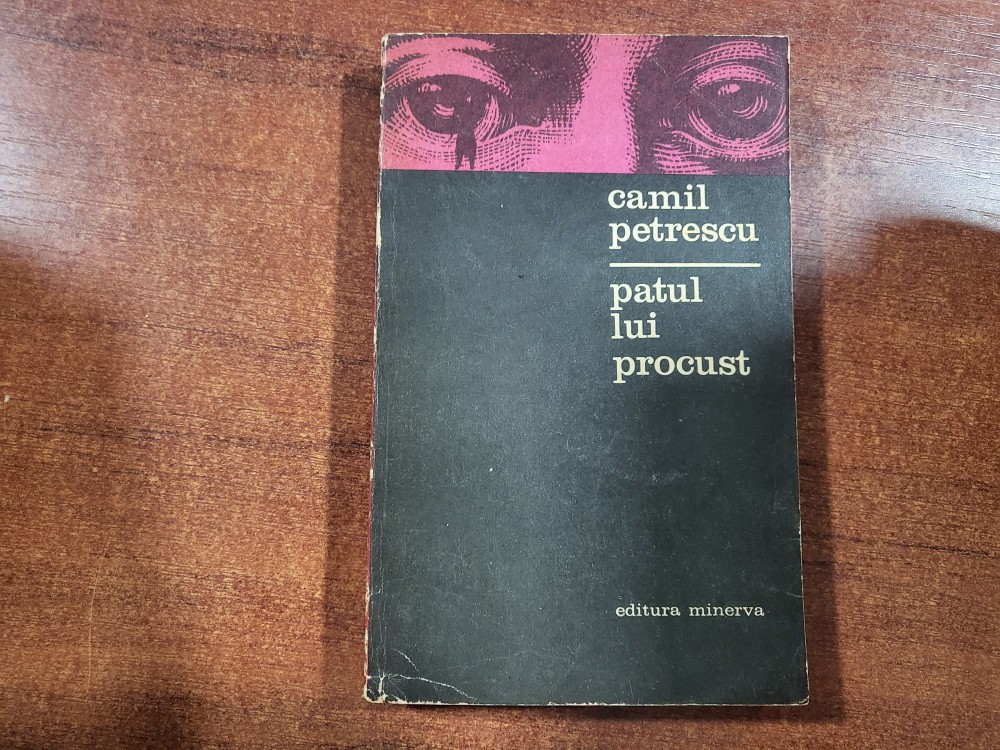 camil
petrescu
patul
lui
procust
editura minerva